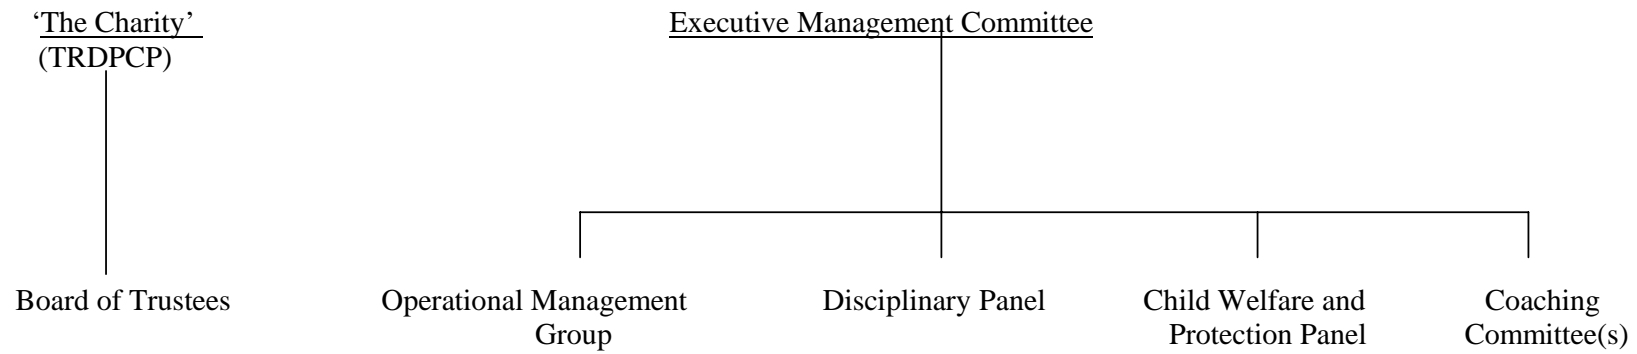 ‘The Charity’
(TRDPCP)
Executive Management Committee
Board of Trustees
Operational Management
Group
Disciplinary Panel
Child Welfare and
Protection Panel
Coaching
Committee(s)